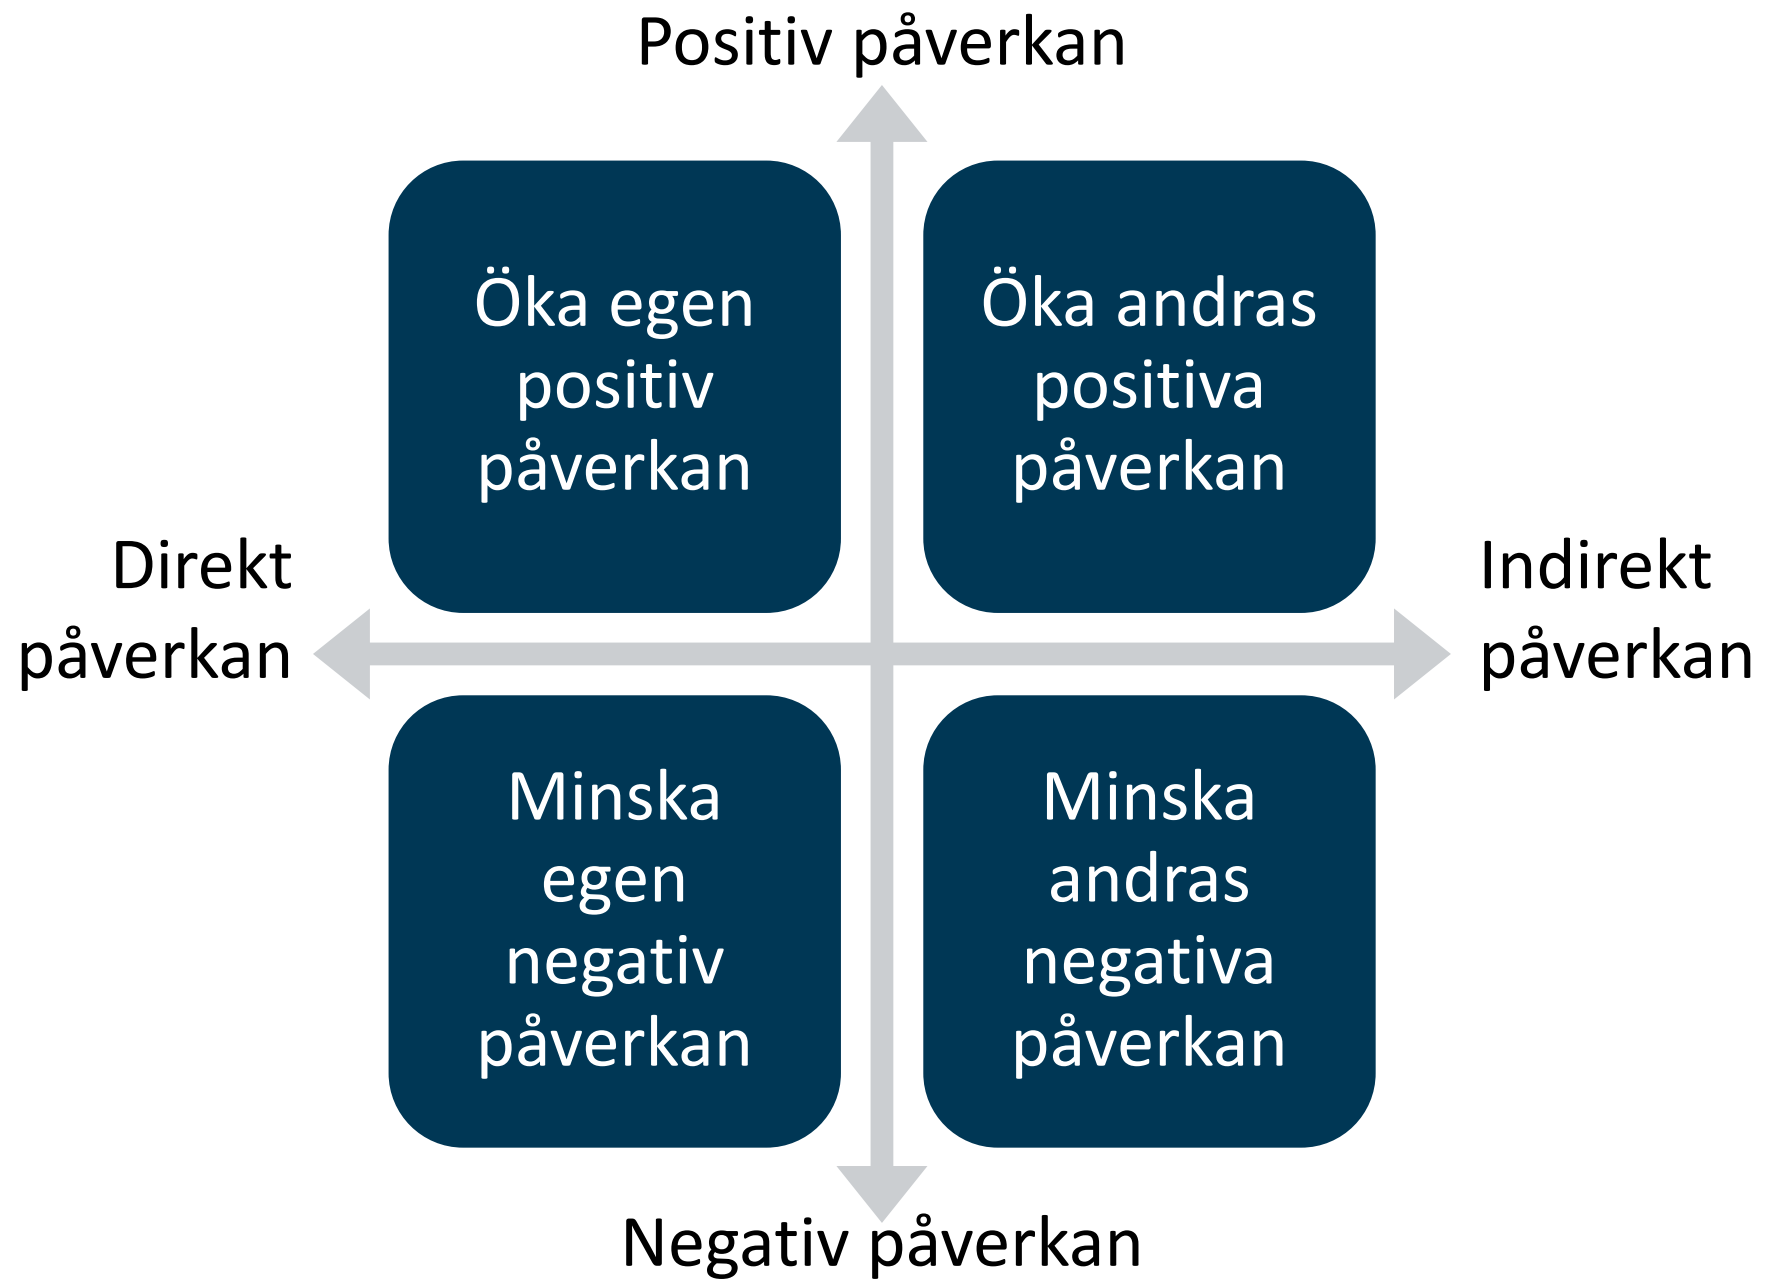 Positiv påverkan
Öka egen
positiv
påverkan
Öka andras
positiva
påverkan
Direkt
påverkan
Indirekt
påverkan
Minska
egen
negativ
påverkan
Minska
andras
negativa
påverkan
Negativ påverkan